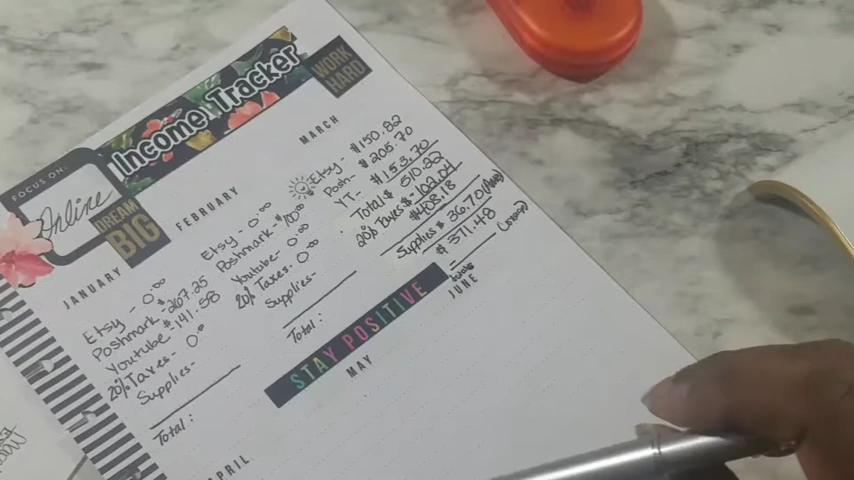 FOCUS ON:
Online
Income Tracker
WORK
HARD
DREAM
BIG
JANUARY
Etsy - 0.00
Poshmark - $267.25
Youtube - 141.58
20% Taxes - 0.00
Supplies -
Total:
FEBRUARY
Etsy - 0.00
Poshmark - $70.00
Youtube - 0.00
20% Taxes - 0.00
Supplies -
Total:
MARCH
Etsy - $150.82
Posh - $205.70
YT - $153.70
Total $ 510.22
20% Taxes $ 102.04
$408.18
Supplies $ 36.70
$ 371.48
STAY POSITIVE
APRIL
MAY
JUNE